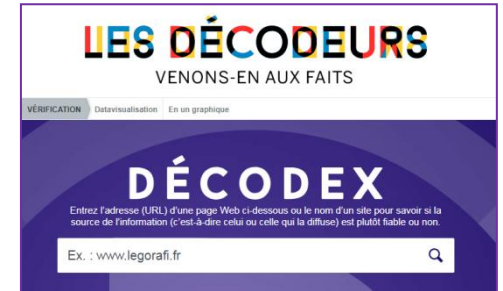 LES DÉCODEURS
VENONS-EN AUX FAITS
VÉRIFICATION Datavisualisation En un graphique
DÉCODEX
Entrez l'adresse (URL) d'une page Web ci-dessous ou le nom d'un site pour savoir si la
source de l'information (c'est-à-dire celui ou celle qui la diffuse) est plutôt fiable ou non.
Ex. : www.legorafi.fr